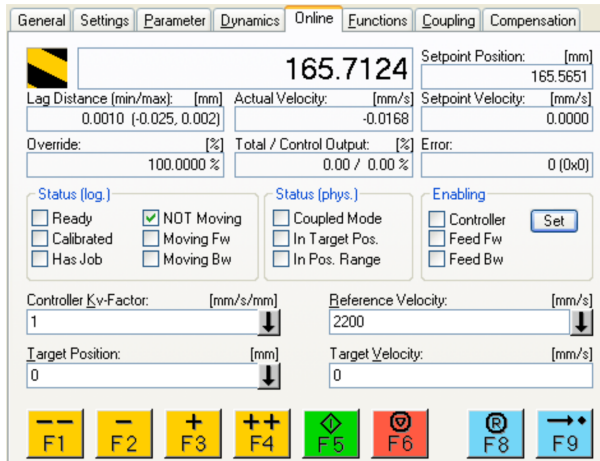 General Settings Parameter Dynamics Online Functions Coupling Compensation
165.7124
Setpoint Position: [mm]
165.5651
Lag Distance (min/max): [mm] Actual Velocity: [mm/s] Setpoint Velocity: [mm/s]
0.0010 (-0.025, 0.002) -0.0168 0.0000
Override: [%] Total / Control Output: [%] Error:
100.0000 % 0.00 / 0.00 % 0 (0x0)
Status (log.) Status (phys.) Enabling
Ready NOT Moving Coupled Mode Controller Set
Calibrated Moving Fw In Target Pos. Feed Fw
Has Job Moving Bw In Pos. Range Feed Bw
Controller Kv-Factor: [mm/s/mm] Reference Velocity: [mm/s]
1 2200
Target Position: [mm] Target Velocity: [mm/s]
0 0
-- - + ++ R
F1 F2 F3 F4 F5 F6 F8 F9